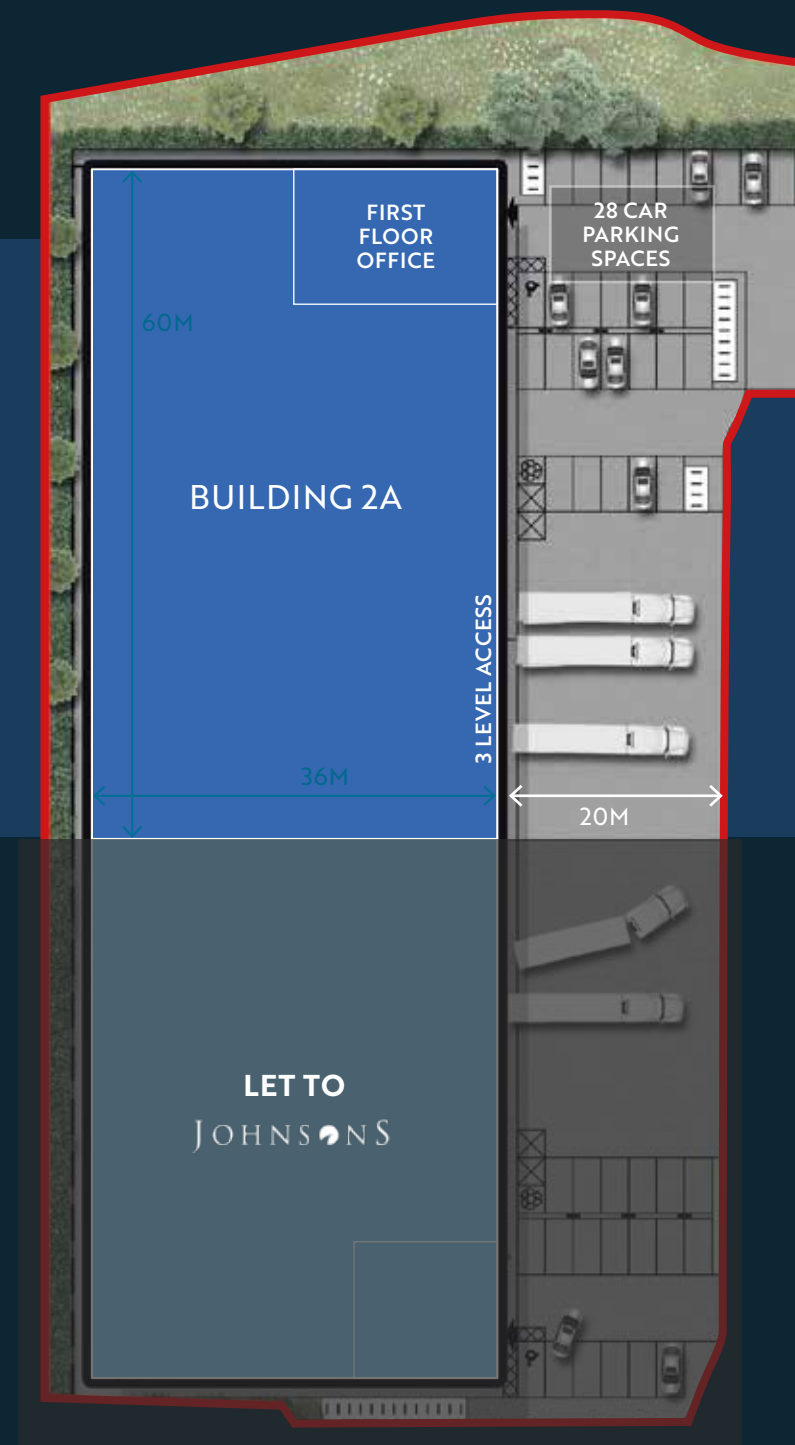 FIRST
FLOOR
OFFICE
28 CAR
PARKING
SPACES
60M
BUILDING 2A
3 LEVEL ACCESS
36M
20M
LET TO
JOHNSONS